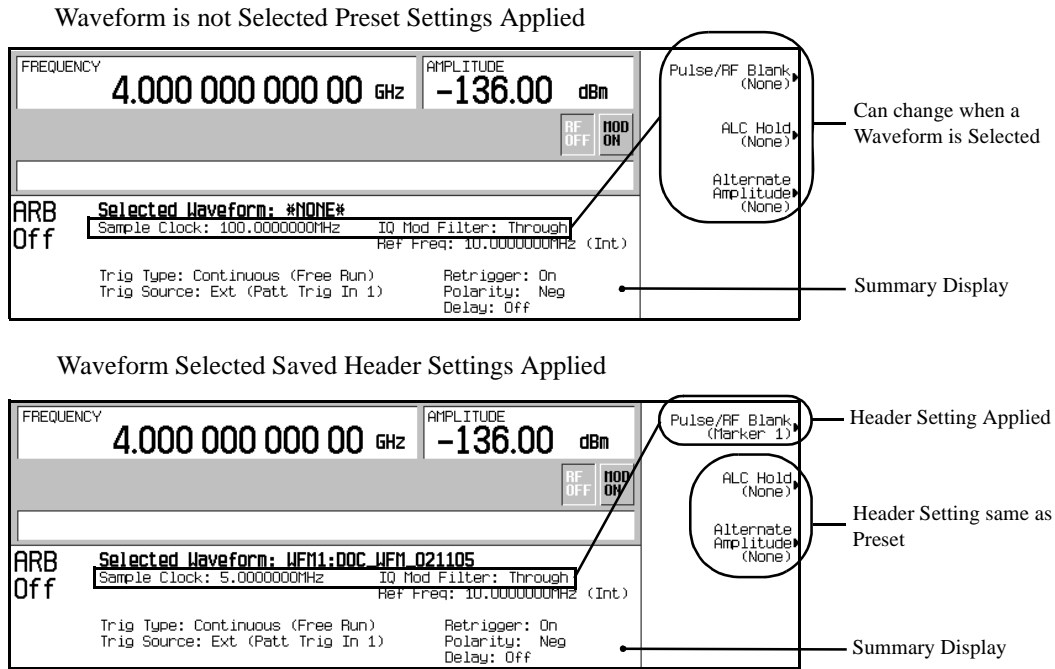 Waveform is not Selected Preset Settings Applied
FREQUENCY
4.000 000 000 00 GHz
AMPLITUDE
-136.00 dBm
RF OFF
MOD ON
Pulse/RF Blank
(None)
ALC Hold
(None)
Alternate
Amplitude
(None)
Can change when a
Waveform is Selected
ARB
Off
Selected Waveform: *NONE*
Sample Clock: 100.0000000MHz IQ Mod Filter: Through
Ref Freq: 10.0000000MHz (Int)
Trig Type: Continuous (Free Run) Retrigger: On
Trig Source: Ext (Patt Trig In 1) Polarity: Neg
Delay: Off
Summary Display
Waveform Selected Saved Header Settings Applied
FREQUENCY
4.000 000 000 00 GHz
AMPLITUDE
-136.00 dBm
RF OFF
MOD ON
Pulse/RF Blank
(Marker 1)
Header Setting Applied
ALC Hold
(None)
Alternate
Amplitude
(None)
Header Setting same as
Preset
ARB
Off
Selected Waveform: WFM1:DOC_WFM_021105
Sample Clock: 5.0000000MHz IQ Mod Filter: Through
Ref Freq: 10.0000000MHz (Int)
Trig Type: Continuous (Free Run) Retrigger: On
Trig Source: Ext (Patt Trig In 1) Polarity: Neg
Delay: Off
Summary Display